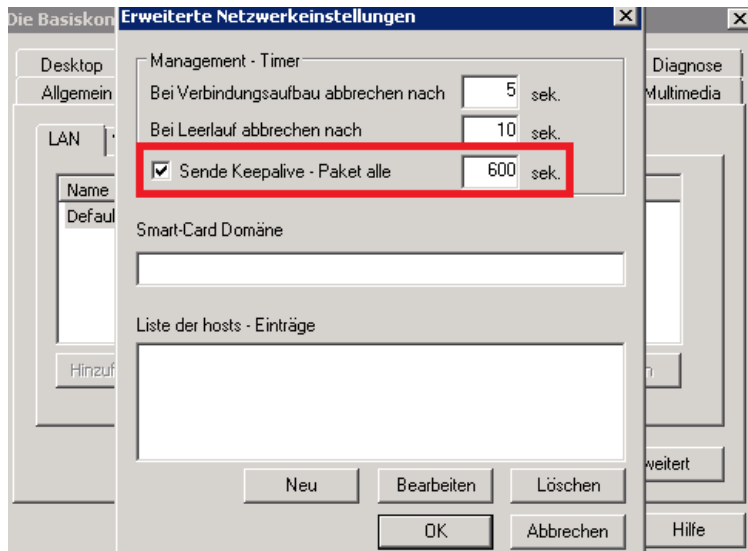 Die Basiskon
Erweiterte Netzwerkeinstellungen
Desktop
Diagnose
Allgemein
Multimedia
LAN
Management - Timer
Bei Verbindungsaufbau abbrechen nach 5 sek.
Bei Leerlauf abbrechen nach 10 sek.
Sende Keepalive - Paket alle 600 sek.
Name
Defaul
Smart-Card Domäne
Liste der hosts - Einträge
Hinzuf
n
weitert
Neu Bearbeiten Löschen
OK Abbrechen Hilfe